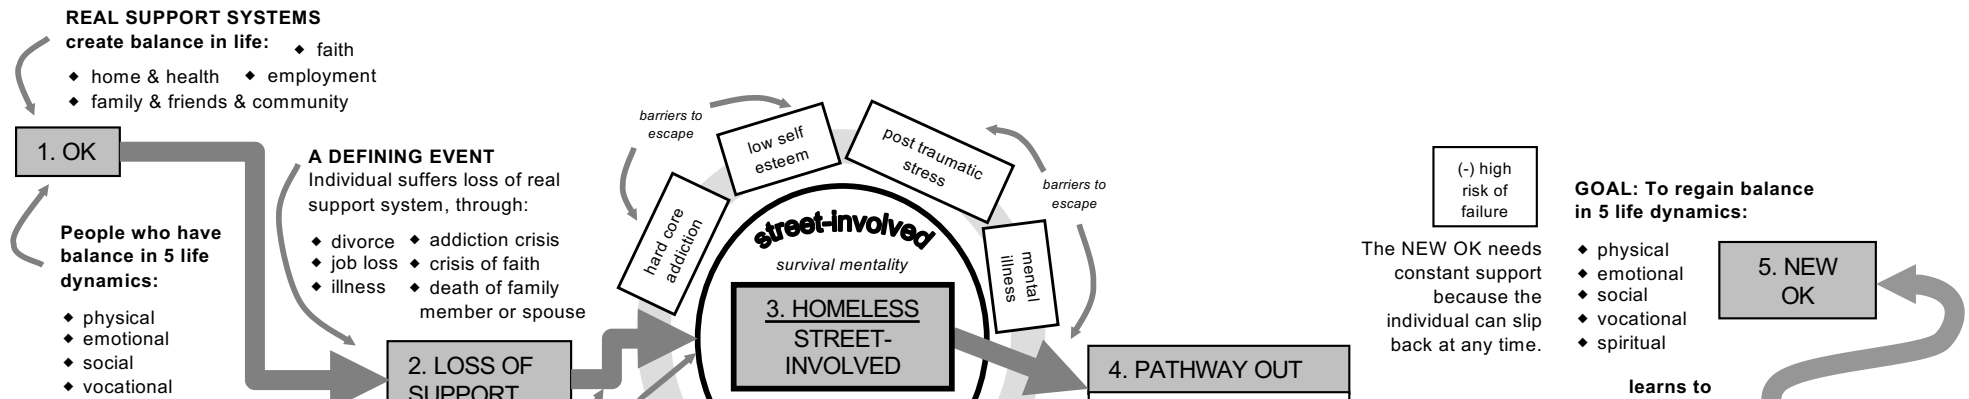 REAL SUPPORT SYSTEMS
create balance in life:
◆ faith
◆ home & health ◆ employment
◆ family & friends & community
1. OK
People who have
balance in 5 life
dynamics:
◆ physical
◆ emotional
◆ social
◆ vocational
A DEFINING EVENT
Individual suffers loss of real
support system, through:
◆ divorce ◆ addiction crisis
◆ job loss ◆ crisis of faith
◆ illness ◆ death of family
member or spouse
2. LOSS OF
SUPPORT
barriers to
escape
hard core
addiction
low self
esteem
post traumatic
stress
mental
illness
barriers to
escape
street-involved
survival mentality
3. HOMELESS
STREET-
INVOLVED
4. PATHWAY OUT
(-) high
risk of
failure
The NEW OK needs
constant support
because the
individual can slip
back at any time.
GOAL: To regain balance
in 5 life dynamics:
◆ physical
◆ emotional
◆ social
◆ vocational
◆ spiritual
5. NEW
OK
learns to